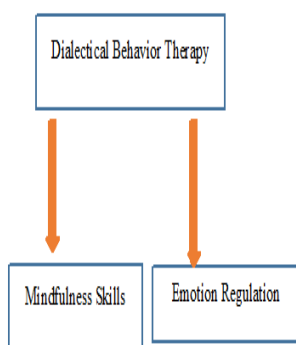 Dialectical Behavior Therapy
Mindfulness Skills
Emotion Regulation